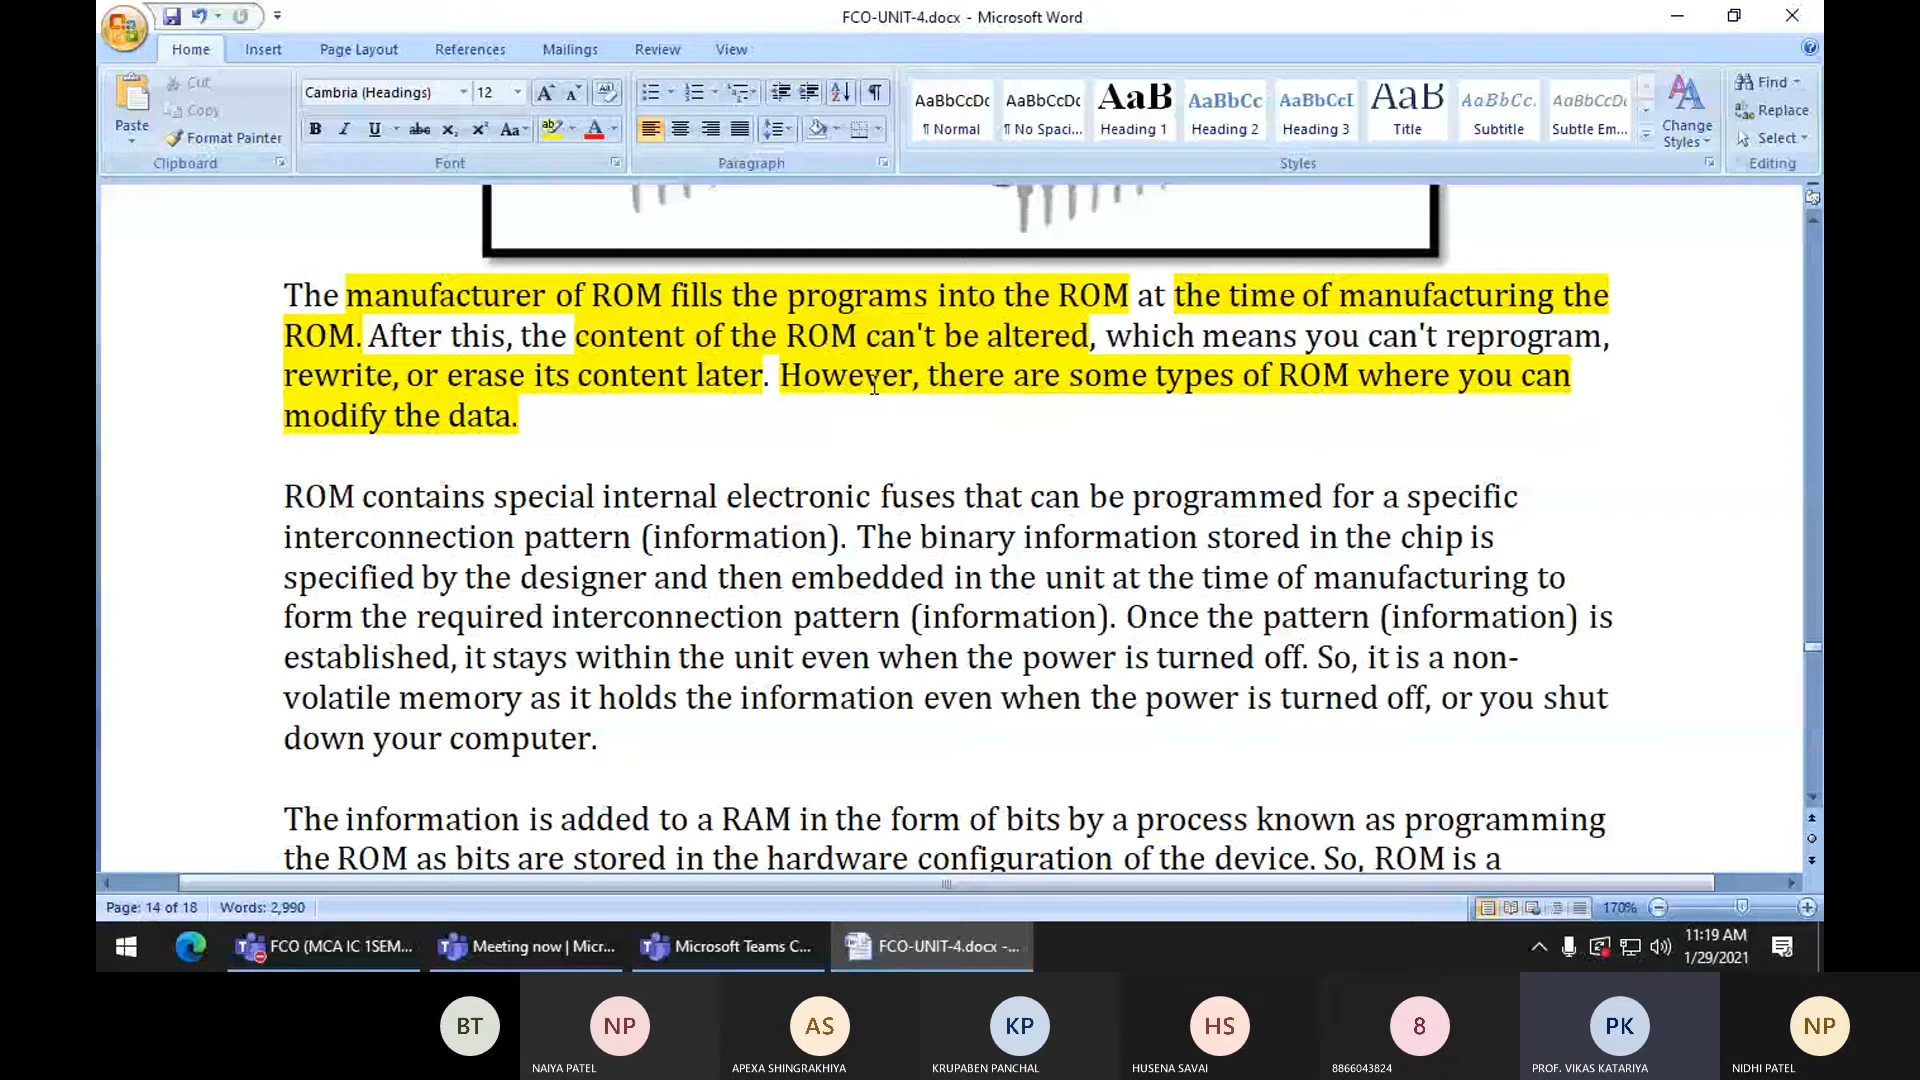 FCO-UNIT-4.docx - Microsoft Word
Home Insert Page Layout References Mailings Review View
Paste
Cut
Copy
Format Painter
Clipboard
Cambria (Headings) 12
Font
Paragraph
AaBbCcDc AaBbCcDc AaB AaBbCc AaBbCcI AaB AaBbCc. AaBbCcDc
¶ Normal ¶ No Spaci... Heading 1 Heading 2 Heading 3 Title Subtitle Subtle Em...
Change
Styles
Styles
Find
Replace
Select
Editing
The manufacturer of ROM fills the programs into the ROM at the time of manufacturing the
ROM. After this, the content of the ROM can't be altered, which means you can't reprogram,
rewrite, or erase its content later. However, there are some types of ROM where you can
modify the data.
ROM contains special internal electronic fuses that can be programmed for a specific
interconnection pattern (information). The binary information stored in the chip is
specified by the designer and then embedded in the unit at the time of manufacturing to
form the required interconnection pattern (information). Once the pattern (information) is
established, it stays within the unit even when the power is turned off. So, it is a non-
volatile memory as it holds the information even when the power is turned off, or you shut
down your computer.
The information is added to a RAM in the form of bits by a process known as programming
the ROM as bits are stored in the hardware configuration of the device. So, ROM is a
Page: 14 of 18 Words: 2,990
170%
FCO (MCA IC 1SEM... Meeting now | Micr... Microsoft Teams C... FCO-UNIT-4.docx -...
11:19 AM
1/29/2021
BT NP AS KP HS 8 PK NP
NAIYA PATEL APEXA SHINGRAKHIYA KRUPABEN PANCHAL HUSENA SAVAI 8866043824 PROF. VIKAS KATARIYA NIDHI PATEL